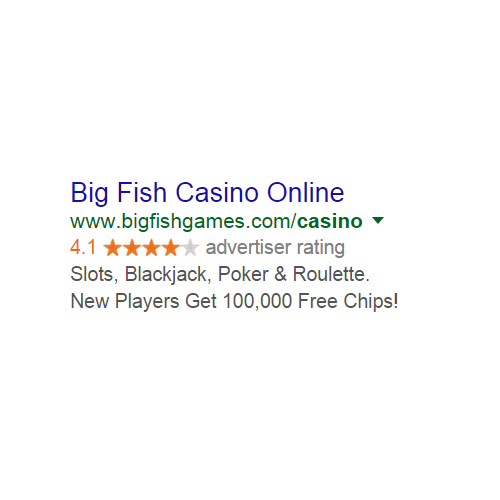 Big Fish Casino Online
www.bigfishgames.com/casino
4.1 advertiser rating
Slots, Blackjack, Poker & Roulette.
New Players Get 100,000 Free Chips!